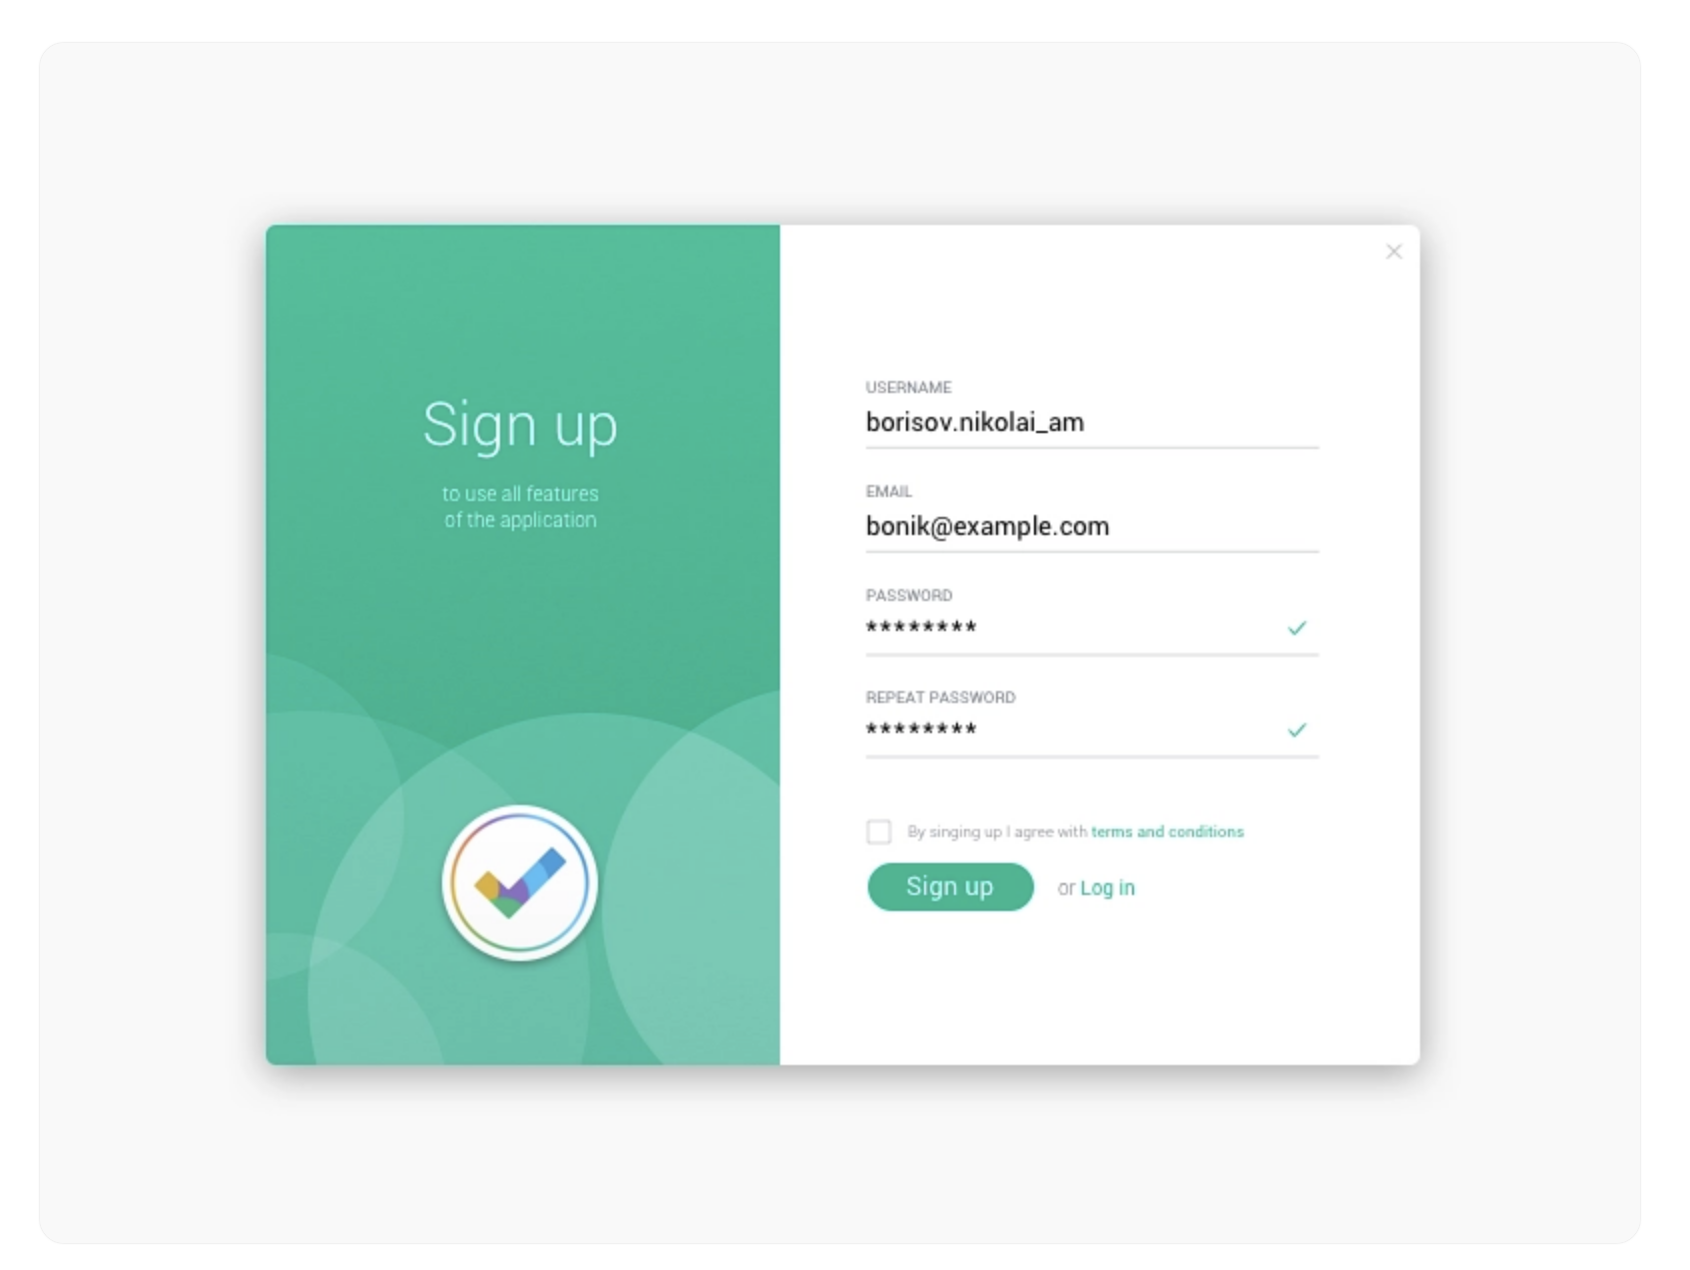 Sign up
to use all features
of the application
USERNAME
borisov.nikolai_am
EMAIL
bonik@example.com
PASSWORD
********
REPEAT PASSWORD
********
By singing up I agree with terms and conditions
Sign up or Log in